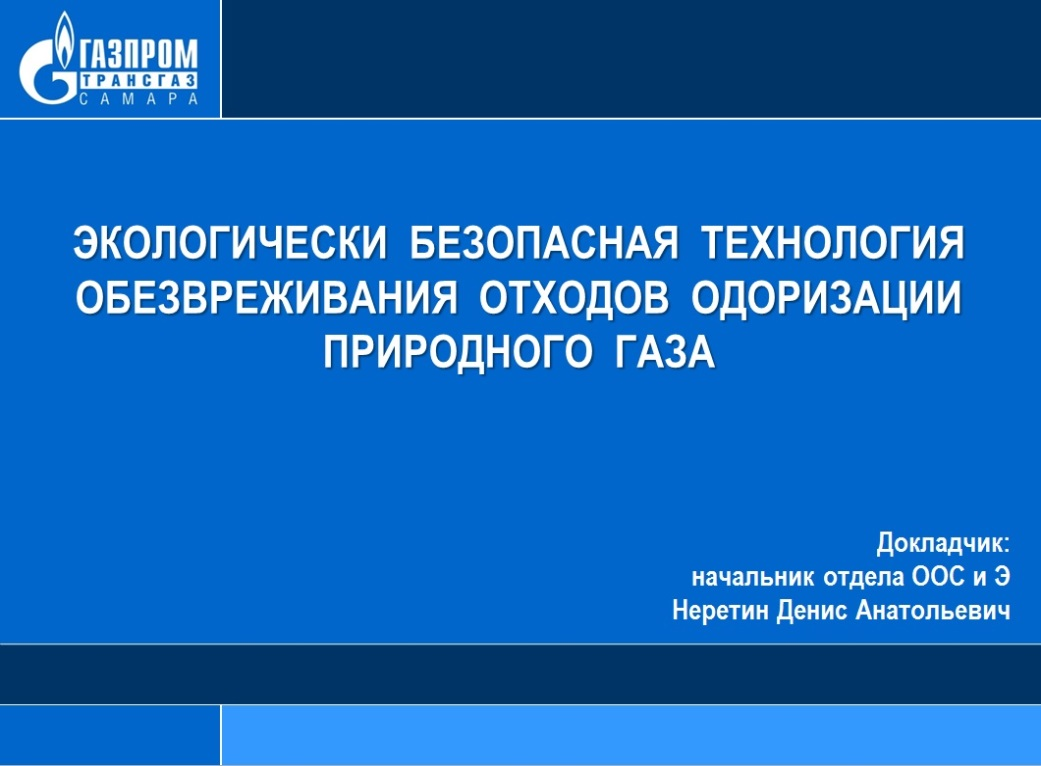 ГАЗПРОМ
ТРАНСГАЗ
САМАРА
ЭКОЛОГИЧЕСКИ БЕЗОПАСНАЯ ТЕХНОЛОГИЯ
ОБЕЗВРЕЖИВАНИЯ ОТХОДОВ ОДОРИЗАЦИИ
ПРИРОДНОГО ГАЗА
Докладчик:
начальник отдела ООС и Э
Неретин Денис Анатольевич